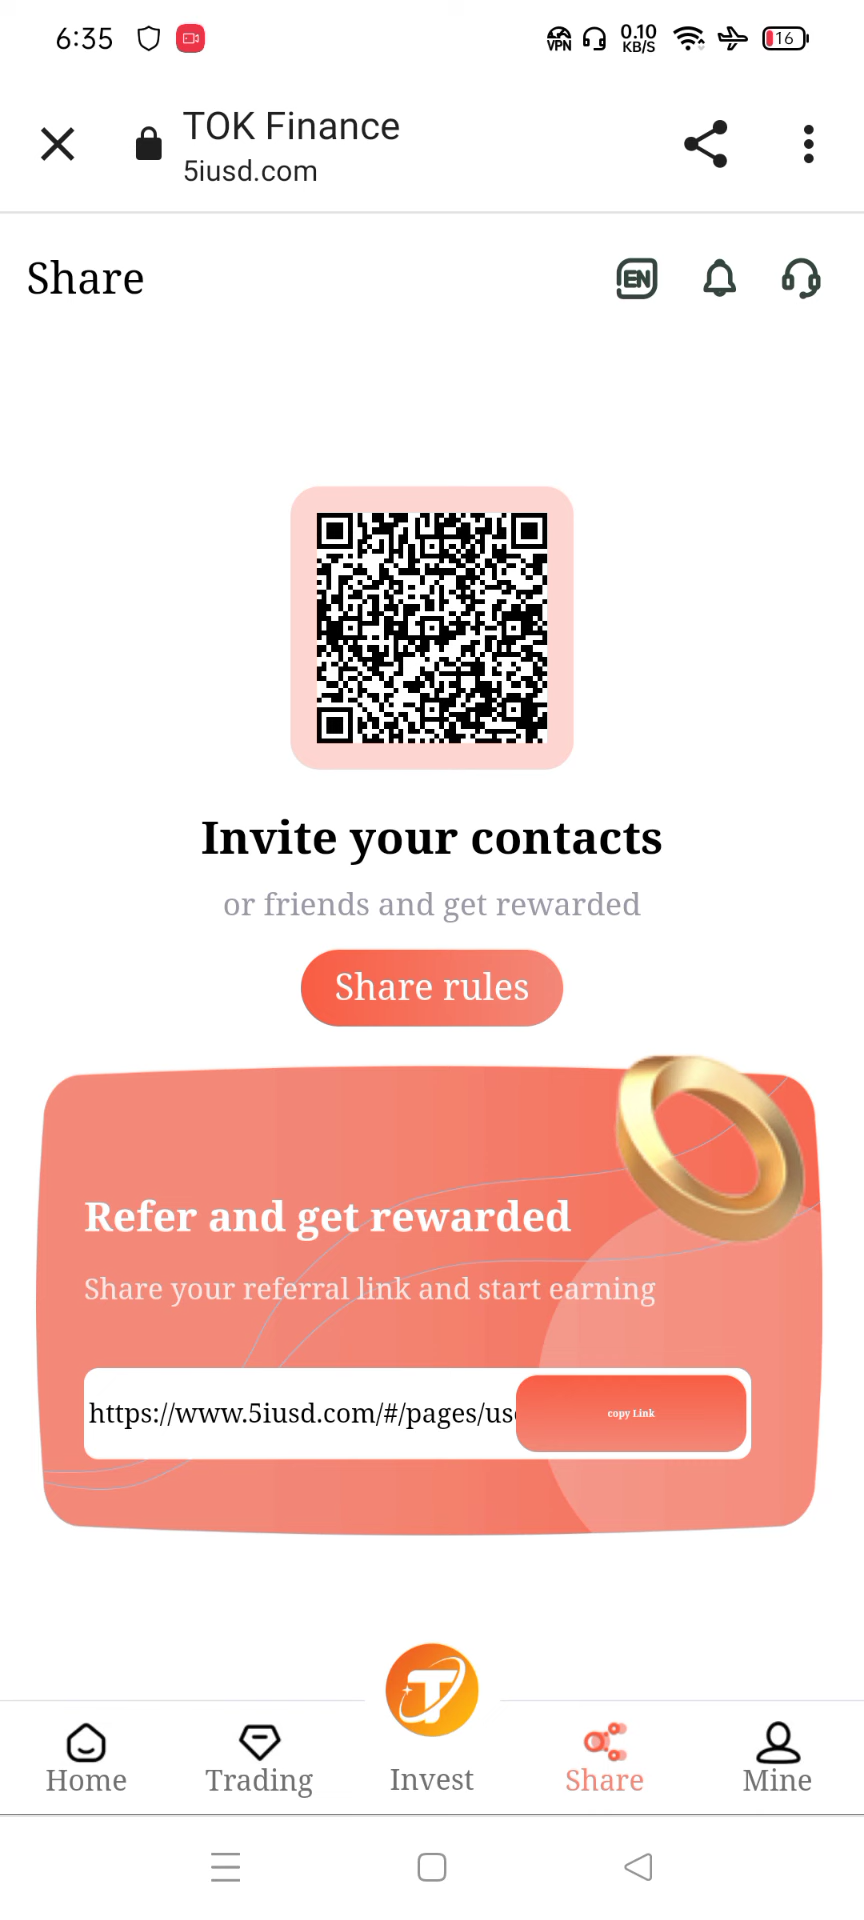 6:35
VPN
0.10
KB/S
16
TOK Finance
5iusd.com
Share
EN
Invite your contacts
or friends and get rewarded
Share rules
Refer and get rewarded
Share your referral link and start earning
https://www.5iusd.com/#/pages/use
copy Link
Home
Trading
Invest
Share
Mine